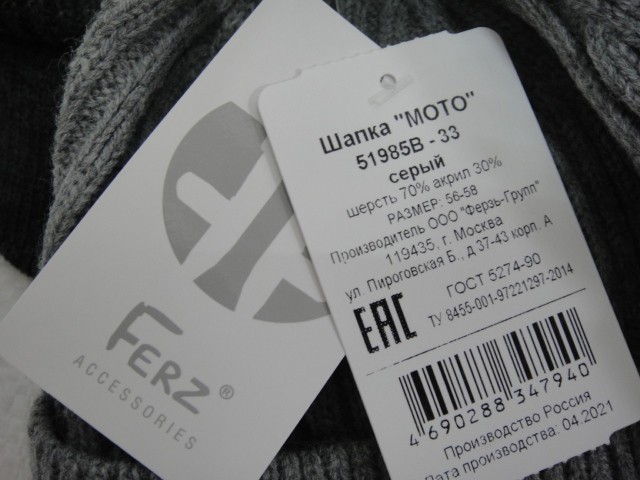 FERZ®
ACCESSORIES
Шапка "МОТО"
51985В - 33
серый
шерсть 70% акрил 30%
РАЗМЕР: 56-58
Производитель ООО "Ферзь-Групп"
119435, г. Москва
ул. Пироговская Б., д 37-43 корп. А
ГОСТ 5274-90
EAC
ТУ 8455-001-97221297-2014
4 690288 347940
Производство Россия
Дата производства: 04.2021